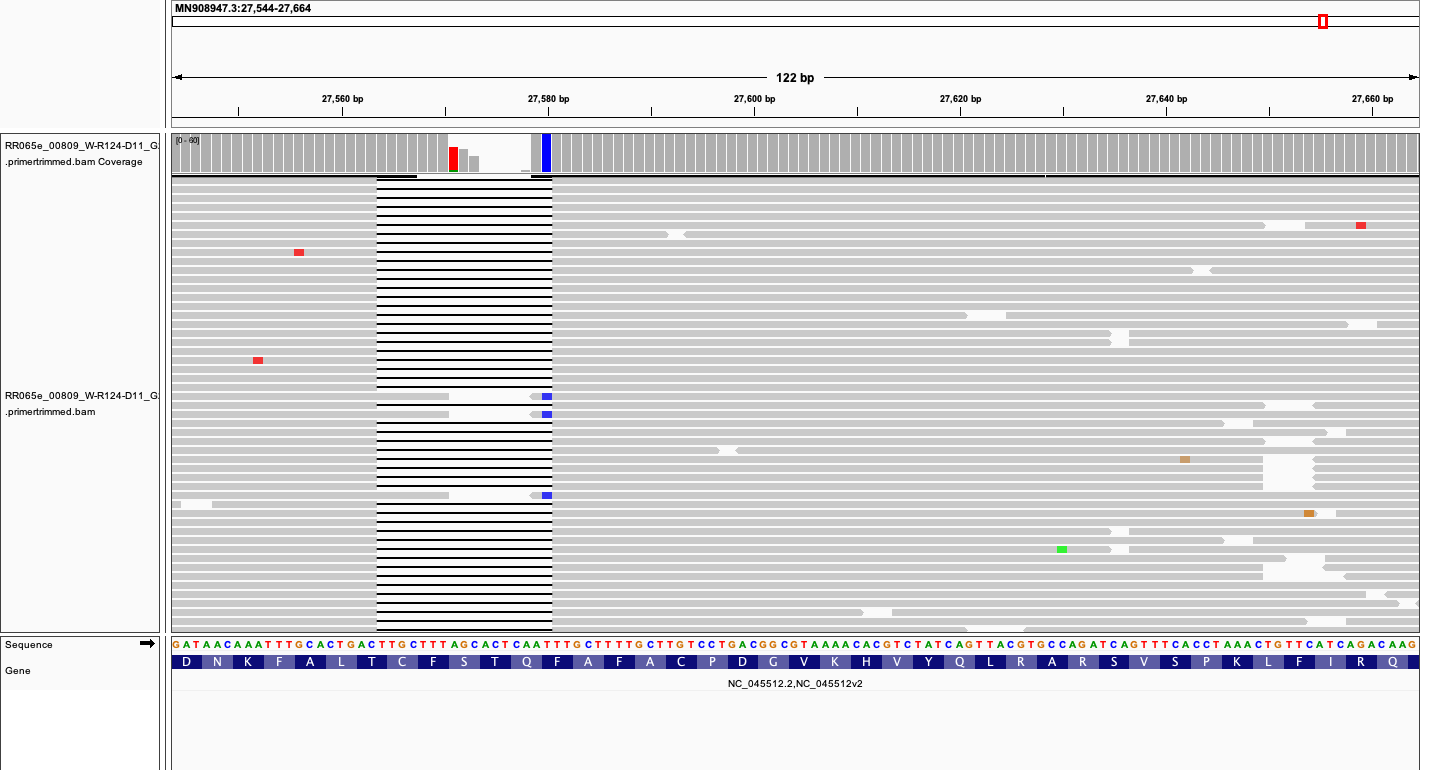 MN908947.3:27,544-27,664
122 bp
27,560 bp 27,580 bp 27,600 bp 27,620 bp 27,640 bp 27,660 bp
RR065e_00809_W-R124-D11_G
.primertrimmed.bam Coverage
[0 - 60]
RR065e_00809_W-R124-D11_G
.primertrimmed.bam
Sequence
GATAACAAATTTGCACTGACTTGCTTTAGCACTCAATTTGCTTTTGCTTGTCCTGACGGCGTAAAACACGTCTATCAGTTACGTGCCAGATCAGTTTCACCTAAACTGTTCATCAGACAAG
Gene
D N K F A L T C F S T Q F A F A C P D G V K H V Y Q L R A R S V S P K L F I R Q
NC_045512.2,NC_045512v2